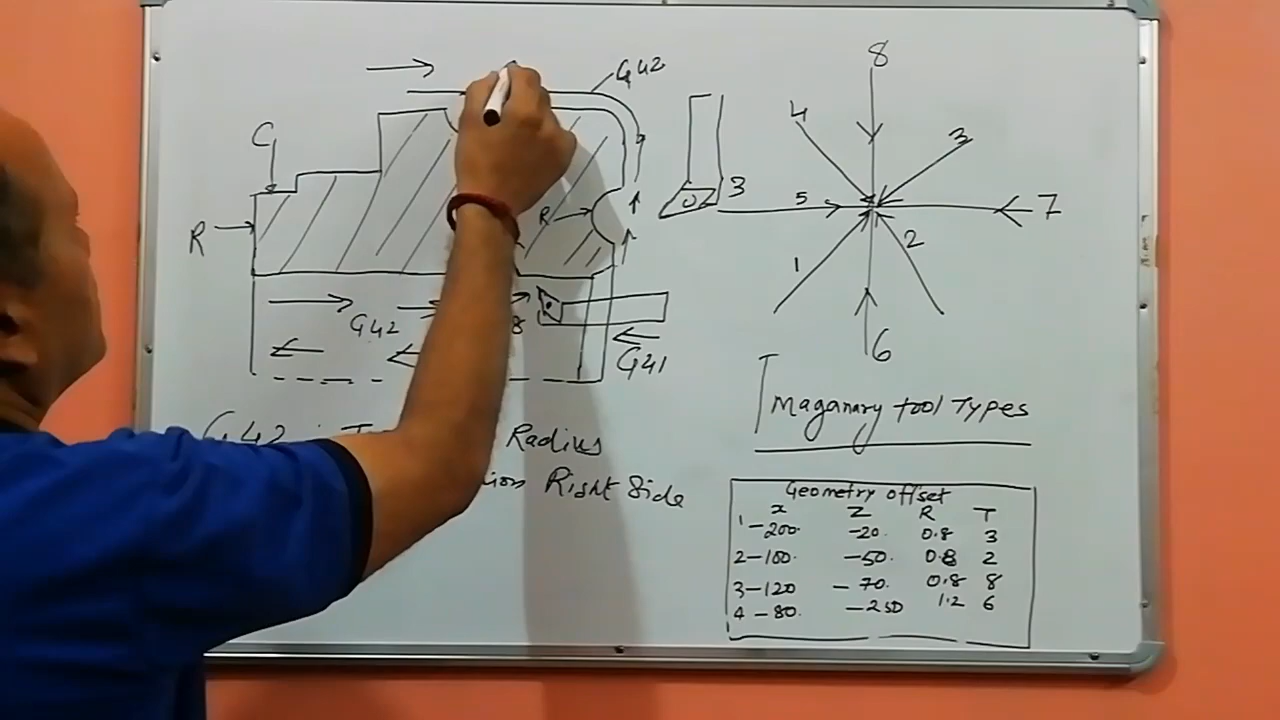 G42
C
R
R
G42
8
G41
G42 :
Radius
Right Side
8
4
3
3
5
7
1
2
6
Imaganary tool Types
Geometry offset
x Z R T
1 -200. -20. 0.8 3
2 -100. -50. 0.8 2
3 -120 -70. 0.8 8
4 -80. -250 1.2 6